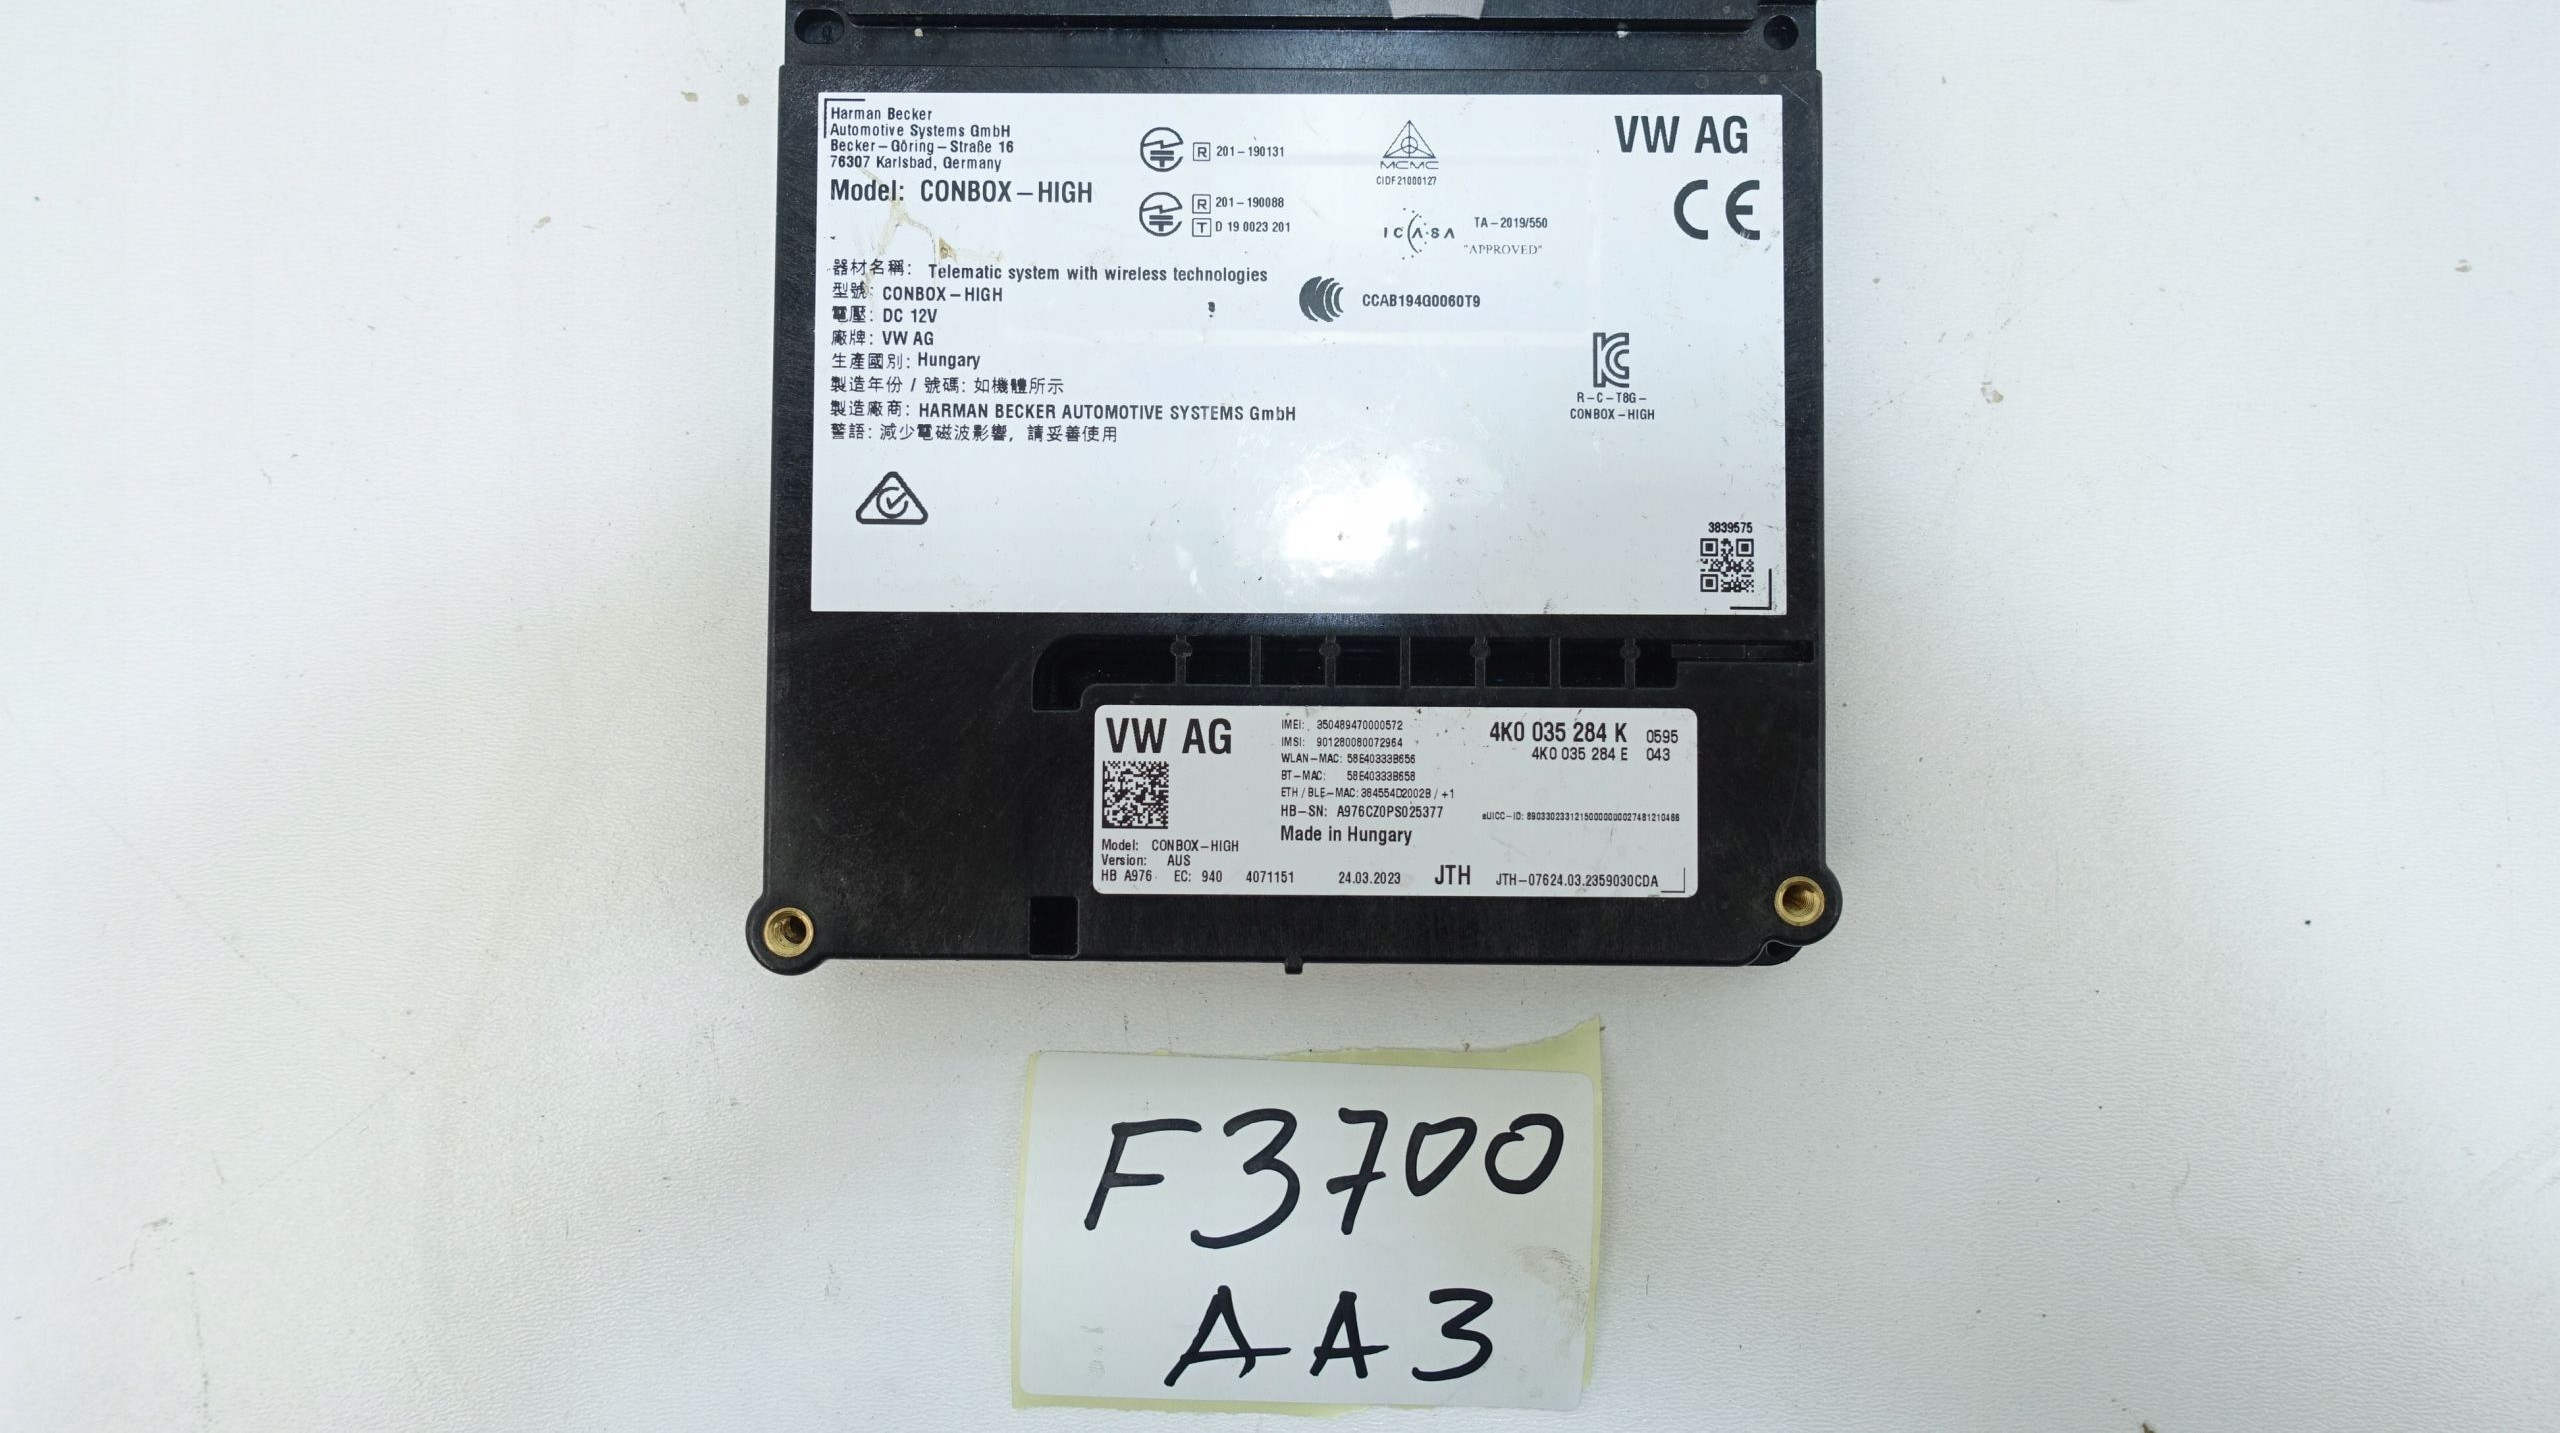 Harman Becker
Automotive Systems GmbH
Becker-Göring-Straße 16
76307 Karlsbad, Germany
Model: CONBOX-HIGH
R 201-190131
R 201-190088
T D 19 0023 201
MCMC
CIDF21000127
ICASA TA-2019/550
"APPROVED"
VW AG
CE
器材名稱: Telematic system with wireless technologies
型號: CONBOX-HIGH
電壓: DC 12V
廠牌: VW AG
生產國別: Hungary
製造年份 / 號碼: 如機體所示
製造廠商: HARMAN BECKER AUTOMOTIVE SYSTEMS GmbH
警語: 減少電磁波影響, 請妥善使用
CCAB194G0060T9
R-C-T8G-
CONBOX-HIGH
3839575
VW AG
IMEI: 350489470000572
IMSI: 901280080072964
WLAN-MAC: 58E40333B656
BT-MAC: 58E40333B658
ETH / BLE-MAC: 364554D2002B / +1
HB-SN: A976CZ0PS025377
Made in Hungary
4K0 035 284 K 0595
4K0 035 284 E 043
eUICC-ID:
Model: CONBOX-HIGH
Version: AUS
HB A976 EC: 940 4071151 24.03.2023 JTH JTH-07624.03.2359030CDA
F3700
AA3